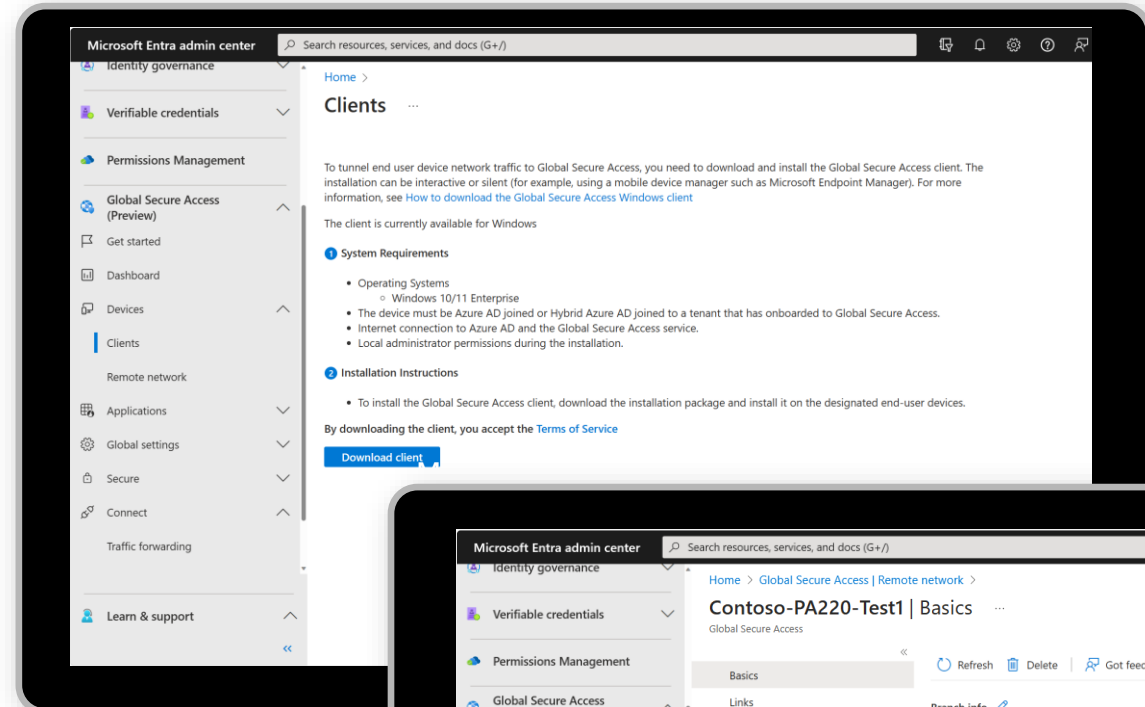 Microsoft Entra admin center
Search resources, services, and docs (G+/)
Identity governance
Verifiable credentials
Permissions Management
Global Secure Access
(Preview)
Get started
Dashboard
Devices
Clients
Remote network
Applications
Global settings
Secure
Connect
Traffic forwarding
Learn & support
Home >
Clients ...
To tunnel end user device network traffic to Global Secure Access, you need to download and install the Global Secure Access client. The
installation can be interactive or silent (for example, using a mobile device manager such as Microsoft Endpoint Manager). For more
information, see How to download the Global Secure Access Windows client
The client is currently available for Windows
1 System Requirements
• Operating Systems
○ Windows 10/11 Enterprise
• The device must be Azure AD joined or Hybrid Azure AD joined to a tenant that has onboarded to Global Secure Access.
• Internet connection to Azure AD and the Global Secure Access service.
• Local administrator permissions during the installation.
2 Installation Instructions
• To install the Global Secure Access client, download the installation package and install it on the designated end-user devices.
By downloading the client, you accept the Terms of Service
Download client
Microsoft Entra admin center
Search resources, services, and docs (G+/)
Identity governance
Verifiable credentials
Permissions Management
Global Secure Access
Home > Global Secure Access | Remote network >
Contoso-PA220-Test1 | Basics ...
Global Secure Access
Basics
Links
Refresh
Delete
Got feed
Branch info